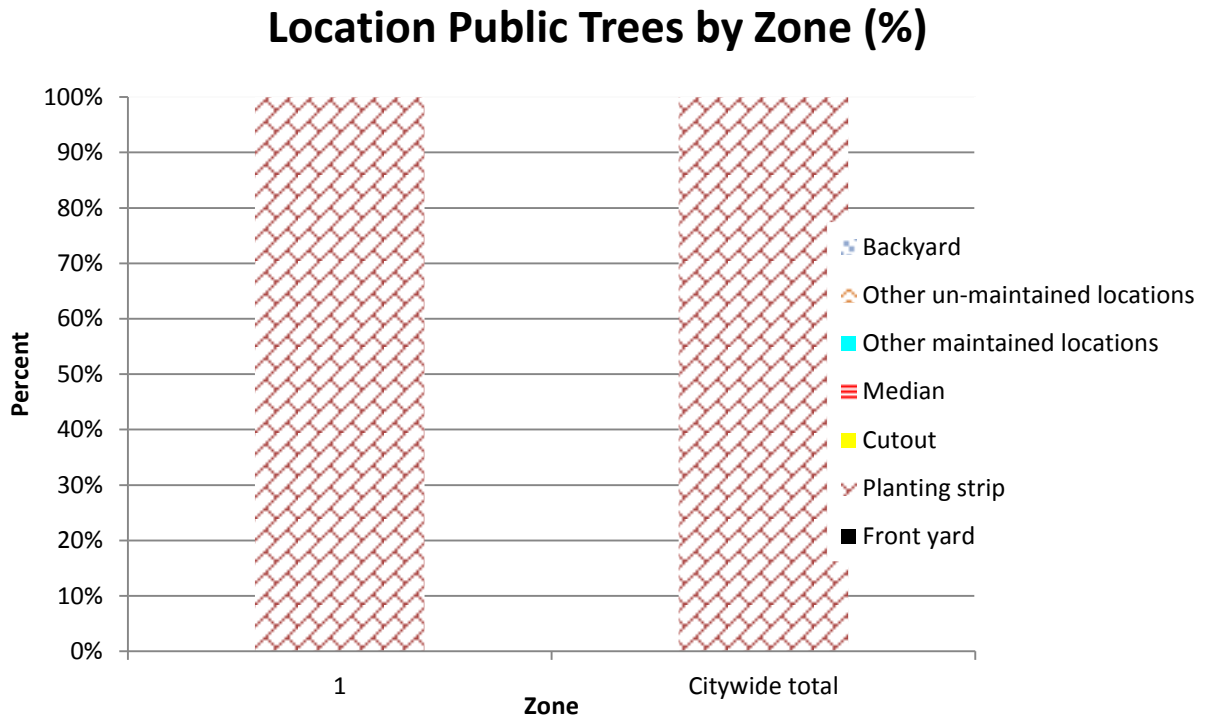 Location Public Trees by Zone (%)
100%
90%
80%
70%
60%
50%
40%
30%
20%
10%
0%
Percent
1
Citywide total
Zone
Backyard
Other un-maintained locations
Other maintained locations
Median
Cutout
Planting strip
Front yard